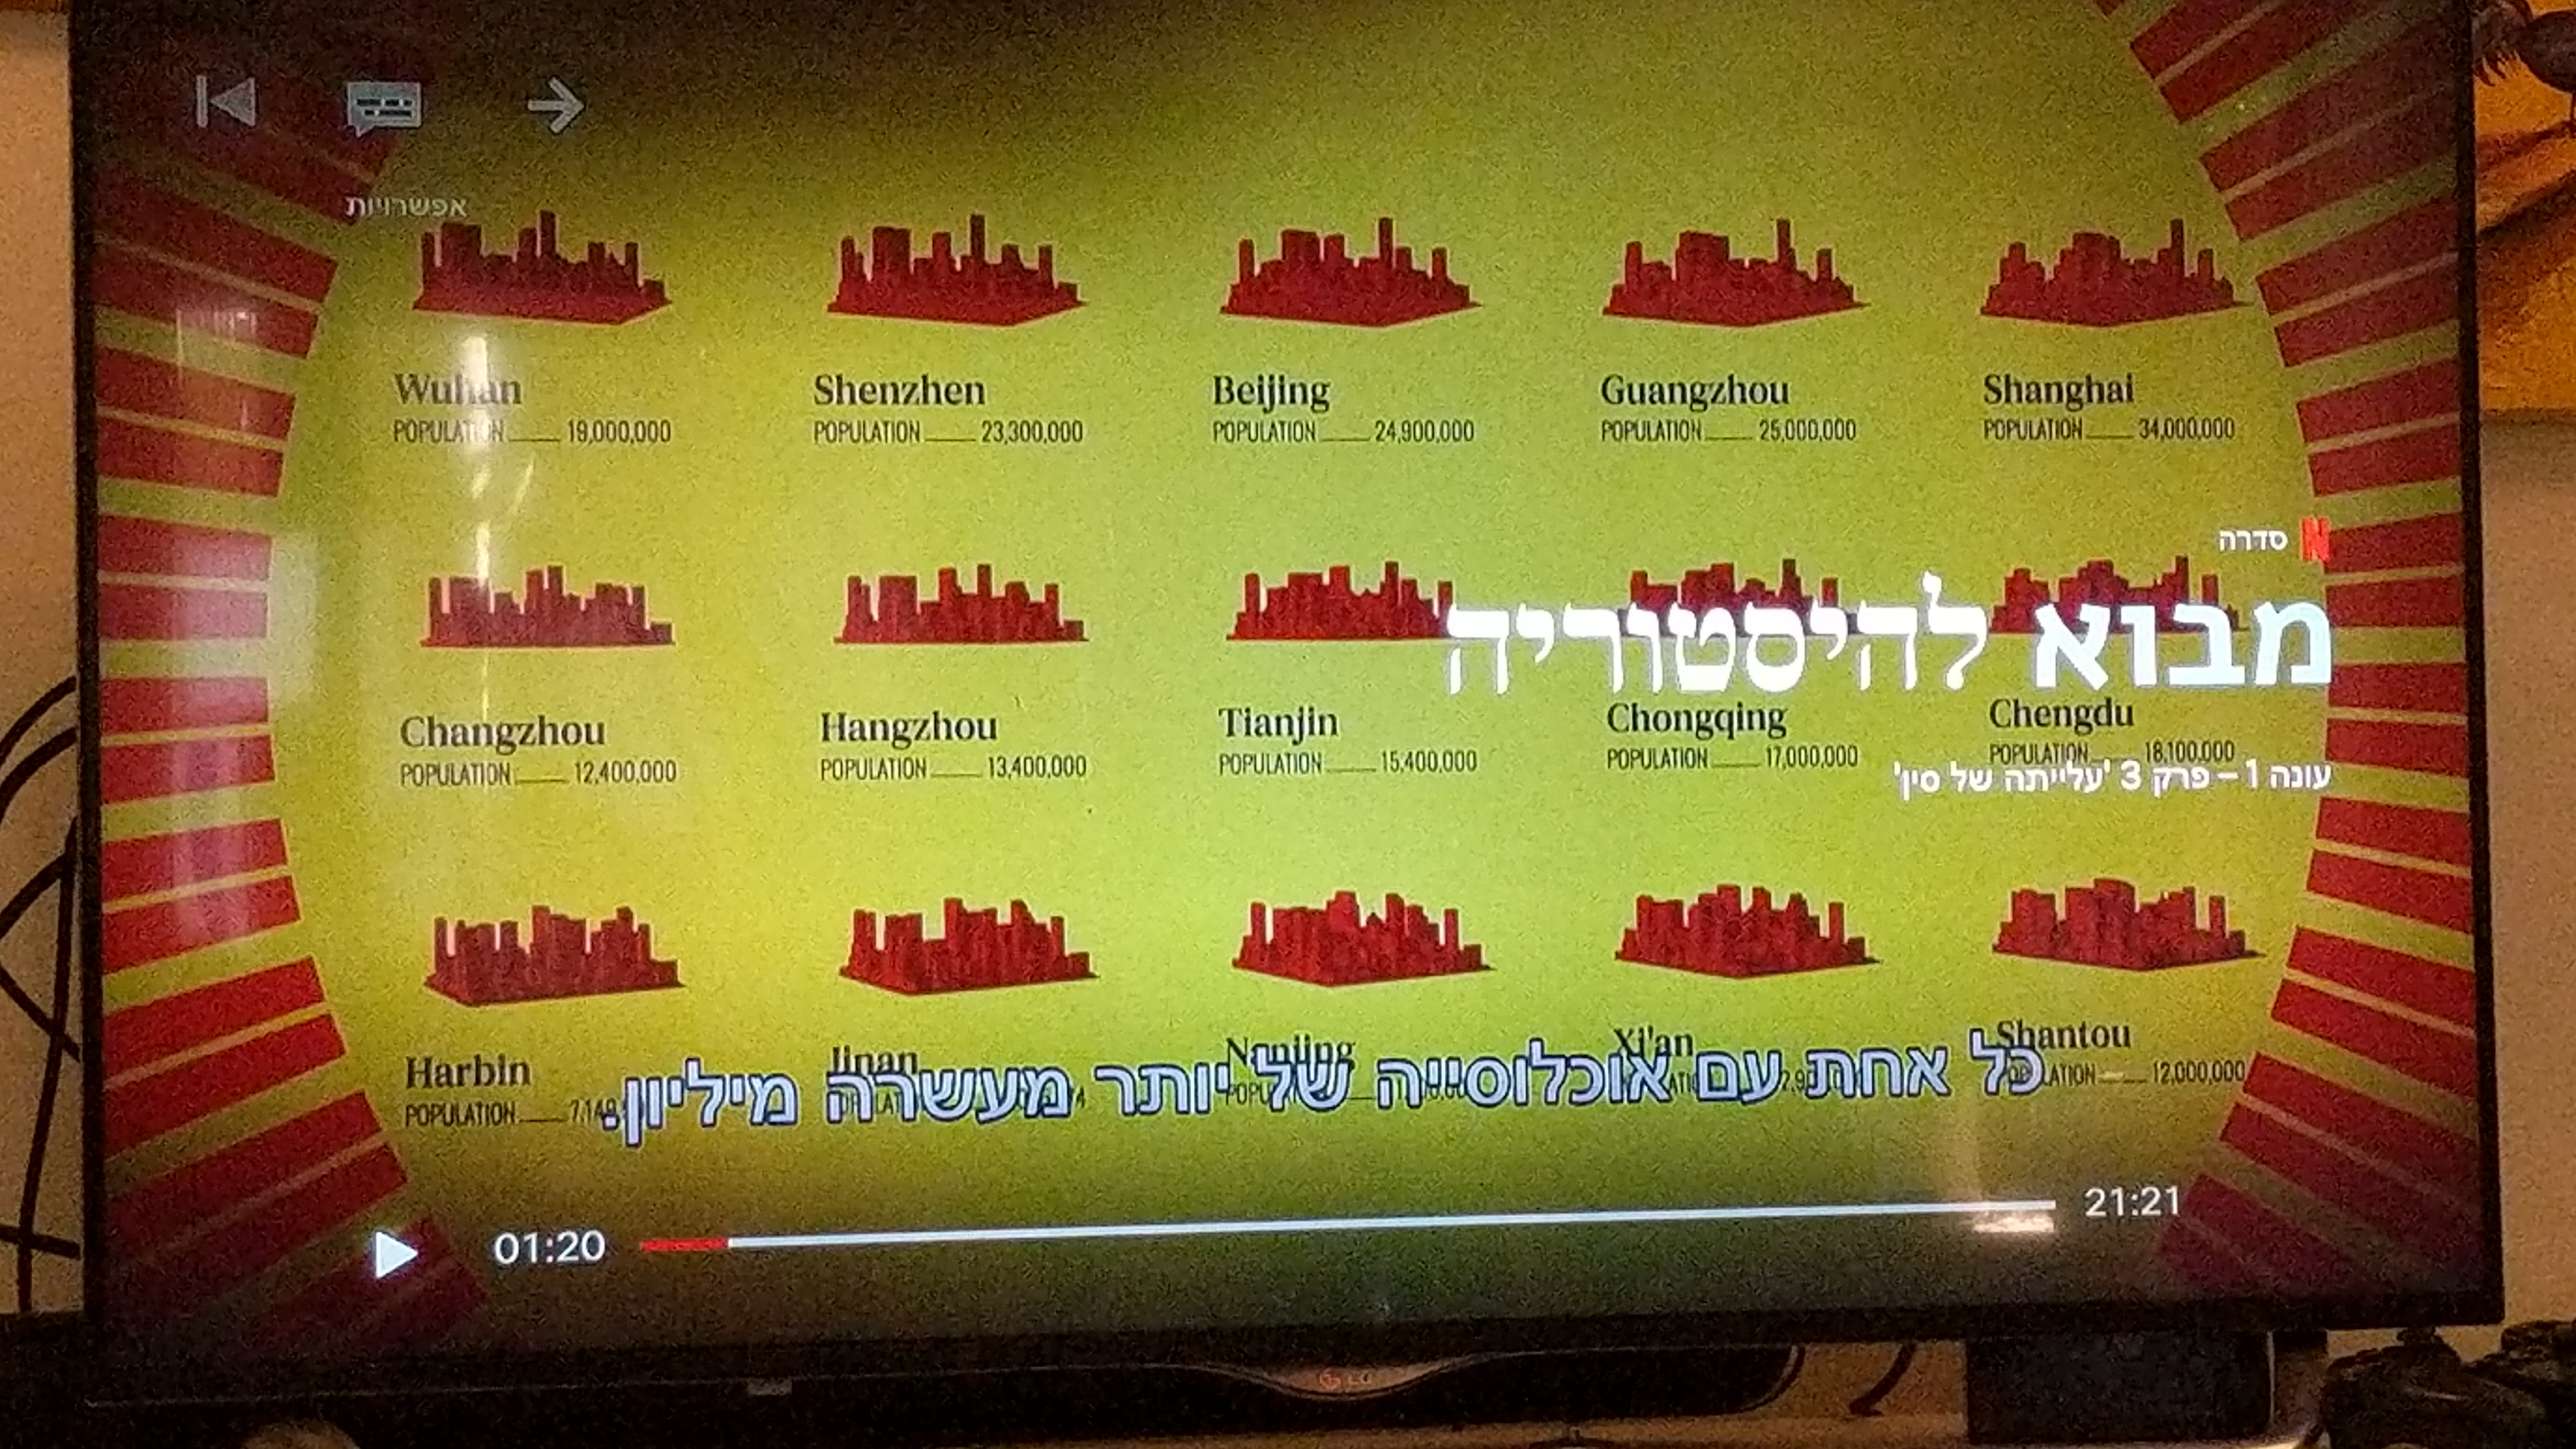 אפשרויות
Wuhan Shenzhen Beijing Guangzhou Shanghai
POPULATION 19,000,000 POPULATION 23,300,000 POPULATION 24,900,000 POPULATION 25,000,000 POPULATION 34,000,000
N סדרה
מבוא להיסטוריה
Changzhou Hangzhou Tianjin Chongqing Chengdu
POPULATION 12,400,000 POPULATION 13,400,000 POPULATION 15,400,000 POPULATION 17,000,000 POPULATION 18,100,000
עונה 1 – פרק 3 'עלייתה של סין'
Harbin Jinan Nanjing Xi'an Shantou
POPULATION POPULATION 12,000,000
כל אחת עם אוכלוסייה של יותר מעשרה מיליון.
01:20 21:21
LG